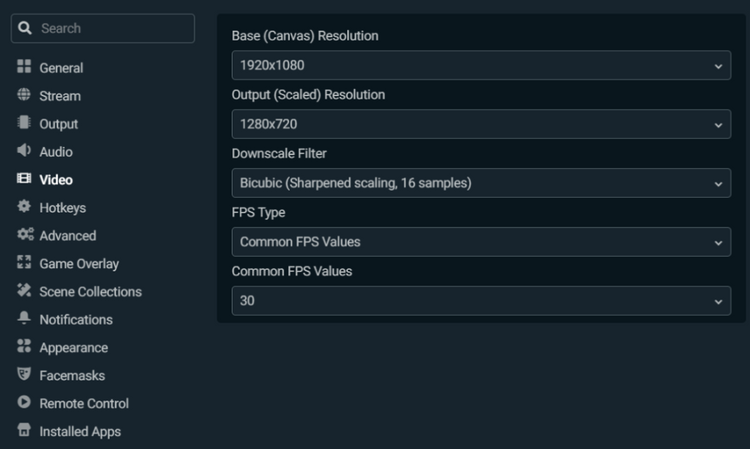 Search
General
Stream
Output
Audio
Video
Hotkeys
Advanced
Game Overlay
Scene Collections
Notifications
Appearance
Facemasks
Remote Control
Installed Apps
Base (Canvas) Resolution
1920x1080
Output (Scaled) Resolution
1280x720
Downscale Filter
Bicubic (Sharpened scaling, 16 samples)
FPS Type
Common FPS Values
Common FPS Values
30